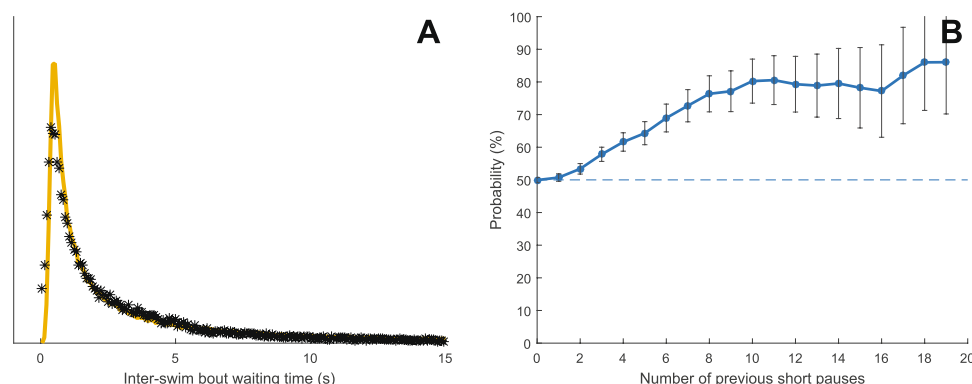 A
0
5
10
15
Inter-swim bout waiting time (s)
B
100
90
80
70
60
50
40
30
20
10
0
Probability (%)
0 2 4 6 8 10 12 14 16 18 20
Number of previous short pauses